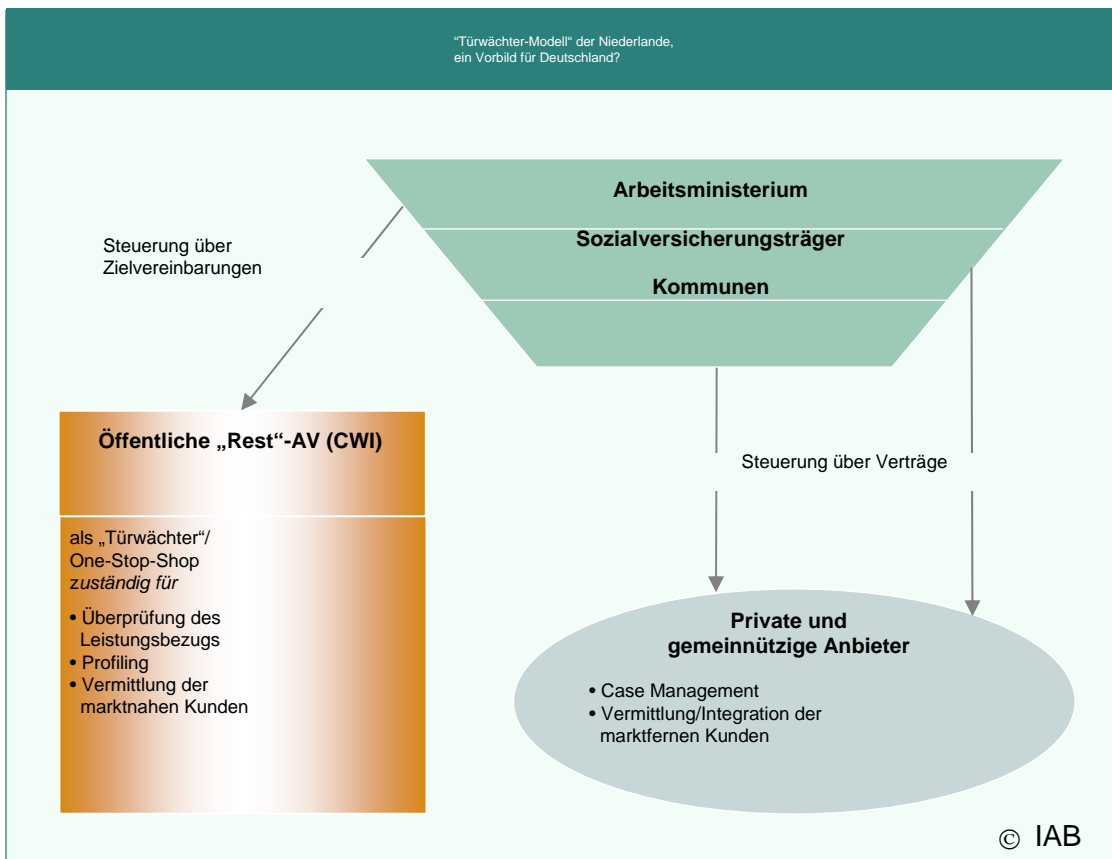 “Türwächter-Modell“ der Niederlande,
ein Vorbild für Deutschland?
Arbeitsministerium
Sozialversicherungsträger
Kommunen
Steuerung über
Zielvereinbarungen
Öffentliche „Rest“-AV (CWI)
als „Türwächter“/
One-Stop-Shop
zuständig für
• Überprüfung des
Leistungsbezugs
• Profiling
• Vermittlung der
marktnahen Kunden
Steuerung über Verträge
Private und
gemeinnützige Anbieter
• Case Management
• Vermittlung/Integration der
marktfernen Kunden
© IAB